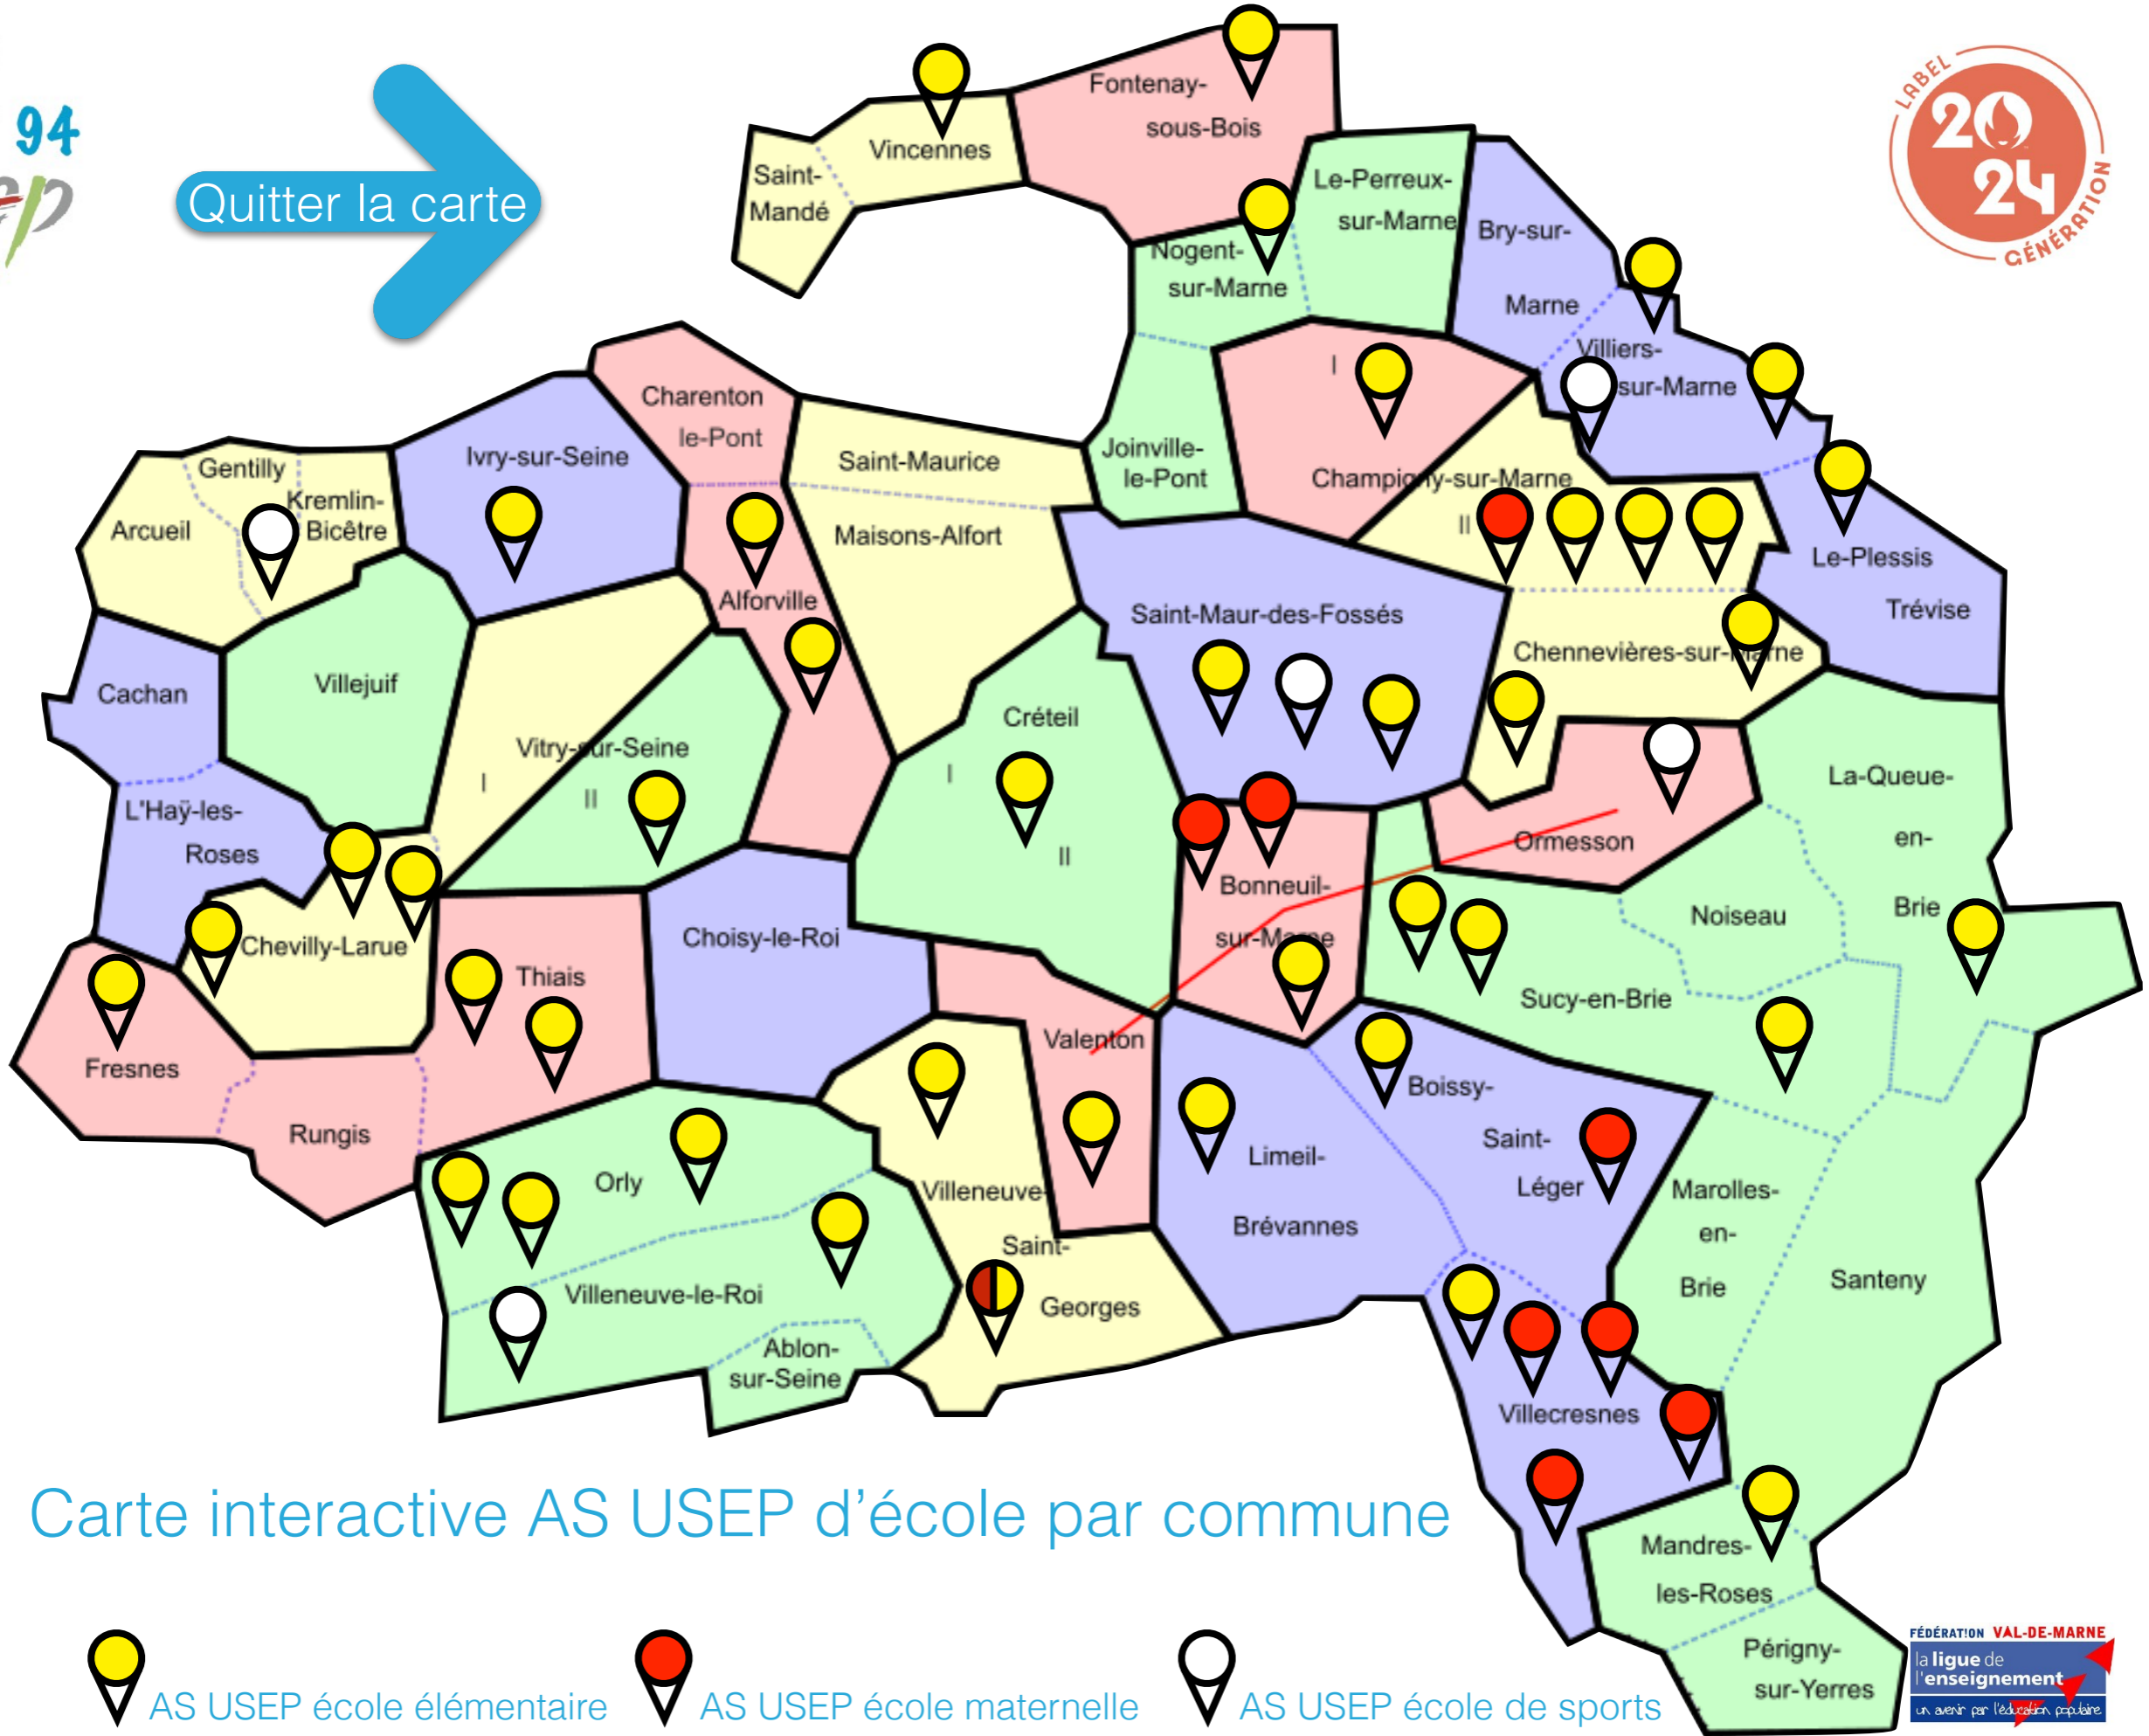 94
Quitter la carte
LABEL
20
24
GÉNÉRATION
Fontenay-
sous-Bois
Vincennes
Saint-
Mandé
Le-Perreux-
sur-Marne
Bry-sur-
Marne
Nogent-
sur-Marne
Villiers-
sur-Marne
I
Charenton
le-Pont
Joinville-
le-Pont
Champigny-sur-Marne
II
Ivry-sur-Seine
Saint-Maurice
Maisons-Alfort
Gentilly
Kremlin-
Bicêtre
Arcueil
Le-Plessis
Trévise
Alforville
Saint-Maur-des-Fossés
Chennevières-sur-Marne
Villejuif
Cachan
Créteil
I
II
Vitry-sur-Seine
I
II
La-Queue-
en-
Brie
L'Haÿ-les-
Roses
Ormesson
Bonneuil-
sur-Marne
Noiseau
Choisy-le-Roi
Chevilly-Larue
Thiais
Sucy-en-Brie
Valenton
Fresnes
Boissy-
Saint-
Léger
Rungis
Limeil-
Brévannes
Orly
Villeneuve-
Saint-
Georges
Marolles-
en-
Brie
Santeny
Villeneuve-le-Roi
Ablon-
sur-Seine
Villecresnes
Mandres-
les-Roses
Périgny-
sur-Yerres
Carte interactive AS USEP d'école par commune
AS USEP école élémentaire
AS USEP école maternelle
AS USEP école de sports
FÉDÉRATION VAL-DE-MARNE
la ligue de
l'enseignement
un avenir par l'éducation populaire